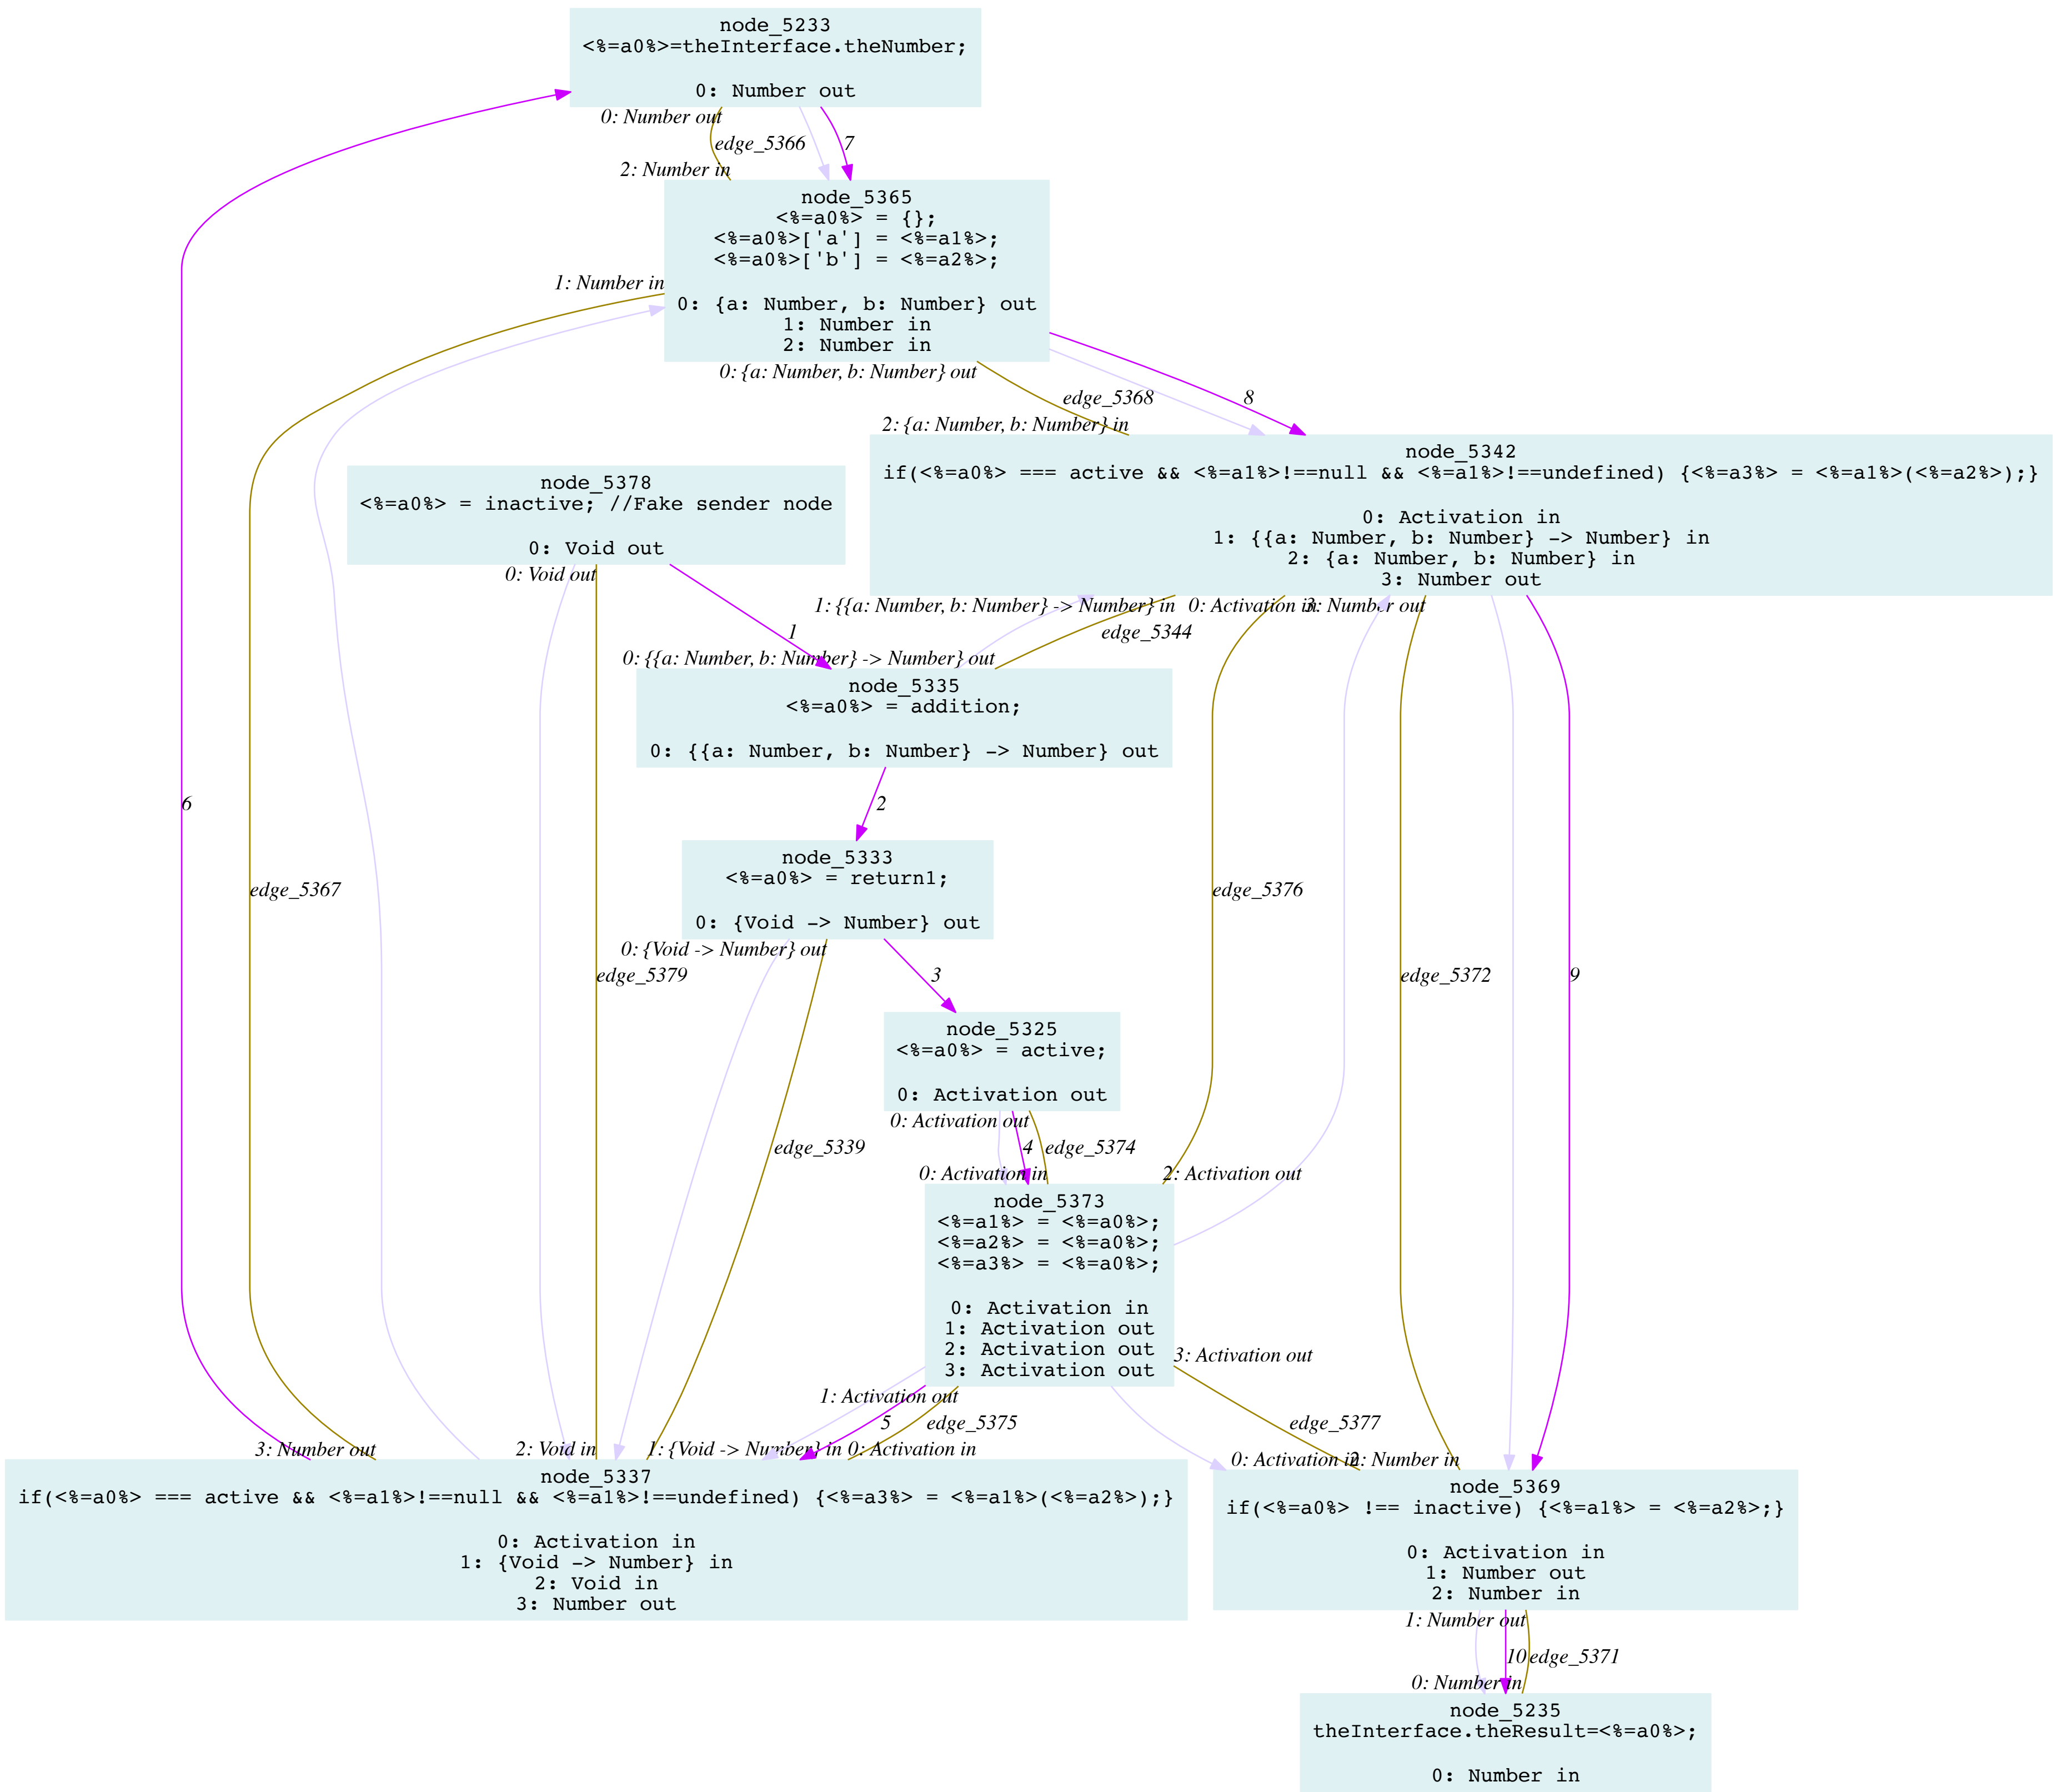 node_5233
<%=a0%>=theInterface.theNumber;
0: Number out
0: Number out
edge_5366
7
2: Number in
node_5365
<%=a0%> = {};
<%=a0%>['a'] = <%=a1%>;
<%=a0%>['b'] = <%=a2%>;
1: Number in
0: {a: Number, b: Number} out
1: Number in
2: Number in
0: {a: Number, b: Number} out
edge_5368
8
2: {a: Number, b: Number} in
node_5342
if(<%=a0%> === active && <%=a1%>!==null && <%=a1%>!==undefined) {<%=a3%> = <%=a1%>(<%=a2%>);}
0: Activation in
1: {{a: Number, b: Number} -> Number} in
2: {a: Number, b: Number} in
3: Number out
node_5378
<%=a0%> = inactive; //Fake sender node
0: Void out
0: Void out
1: {{a: Number, b: Number} -> Number} in
0: Activation in
3: Number out
1
edge_5344
0: {{a: Number, b: Number} -> Number} out
node_5335
<%=a0%> = addition;
0: {{a: Number, b: Number} -> Number} out
6
2
node_5333
<%=a0%> = return1;
0: {Void -> Number} out
edge_5367
edge_5376
0: {Void -> Number} out
edge_5379
3
edge_5372
9
node_5325
<%=a0%> = active;
0: Activation out
0: Activation out
edge_5339
4
edge_5374
0: Activation in
2: Activation out
node_5373
<%=a1%> = <%=a0%>;
<%=a2%> = <%=a0%>;
<%=a3%> = <%=a0%>;
0: Activation in
1: Activation out
2: Activation out
3: Activation out
3: Activation out
1: Activation out
5
edge_5375
edge_5377
3: Number out
2: Void in
1: {Void -> Number} in
0: Activation in
0: Activation in
2: Number in
node_5337
if(<%=a0%> === active && <%=a1%>!==null && <%=a1%>!==undefined) {<%=a3%> = <%=a1%>(<%=a2%>);}
0: Activation in
1: {Void -> Number} in
2: Void in
3: Number out
node_5369
if(<%=a0%> !== inactive) {<%=a1%> = <%=a2%>;}
0: Activation in
1: Number out
2: Number in
1: Number out
10
edge_5371
0: Number in
node_5235
theInterface.theResult=<%=a0%>;
0: Number in